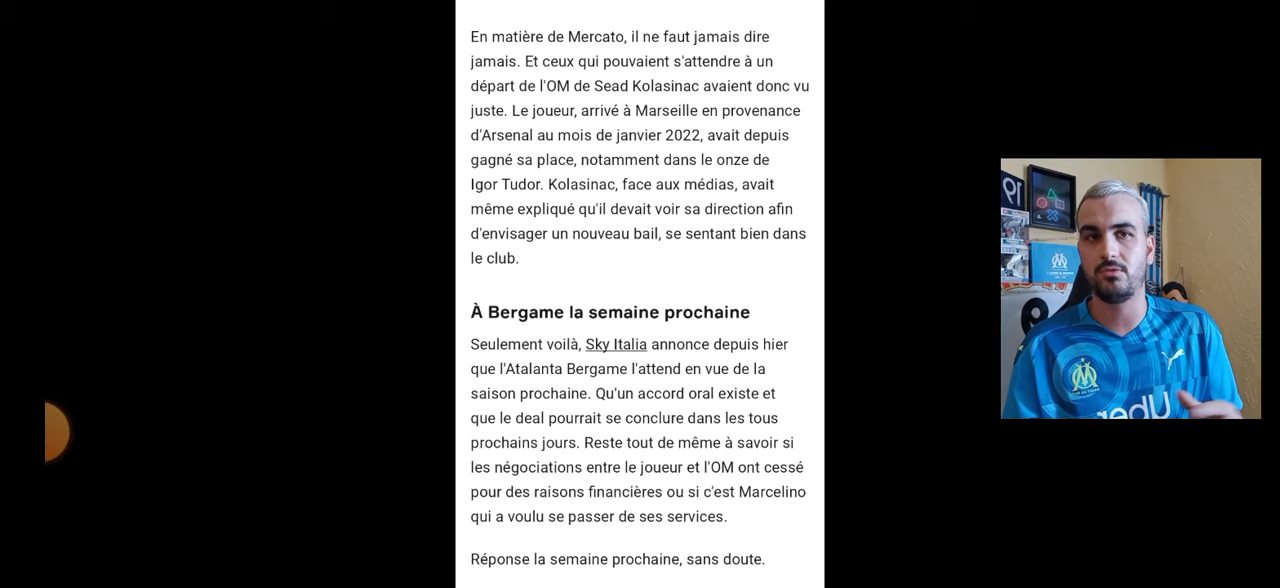 En matière de Mercato, il ne faut jamais dire
jamais. Et ceux qui pouvaient s'attendre à un
départ de l'OM de Sead Kolasinac avaient donc vu
juste. Le joueur, arrivé à Marseille en provenance
d'Arsenal au mois de janvier 2022, avait depuis
gagné sa place, notamment dans le onze de
Igor Tudor. Kolasinac, face aux médias, avait
même expliqué qu'il devait voir sa direction afin
d'envisager un nouveau bail, se sentant bien dans
le club.
À Bergame la semaine prochaine
Seulement voilà, Sky Italia annonce depuis hier
que l'Atalanta Bergame l'attend en vue de la
saison prochaine. Qu'un accord oral existe et
que le deal pourrait se conclure dans les tous
prochains jours. Reste tout de même à savoir si
les négociations entre le joueur et l'OM ont cessé
pour des raisons financières ou si c'est Marcelino
qui a voulu se passer de ses services.
Réponse la semaine prochaine, sans doute.